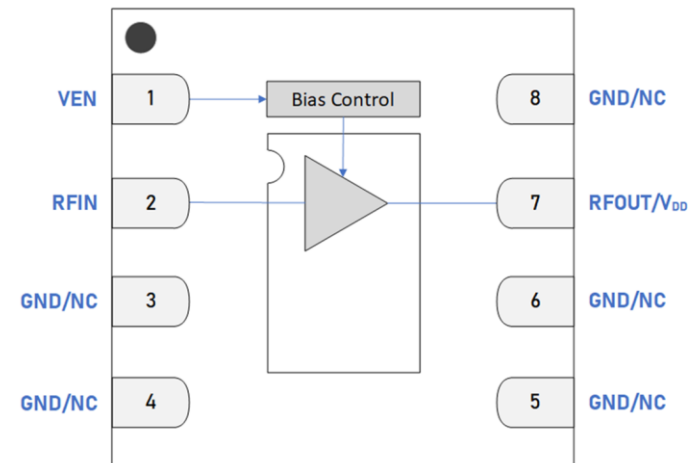 VEN 1 Bias Control 8 GND/NC
RFIN 2 7 RFOUT/VDD
GND/NC 3 6 GND/NC
GND/NC 4 5 GND/NC